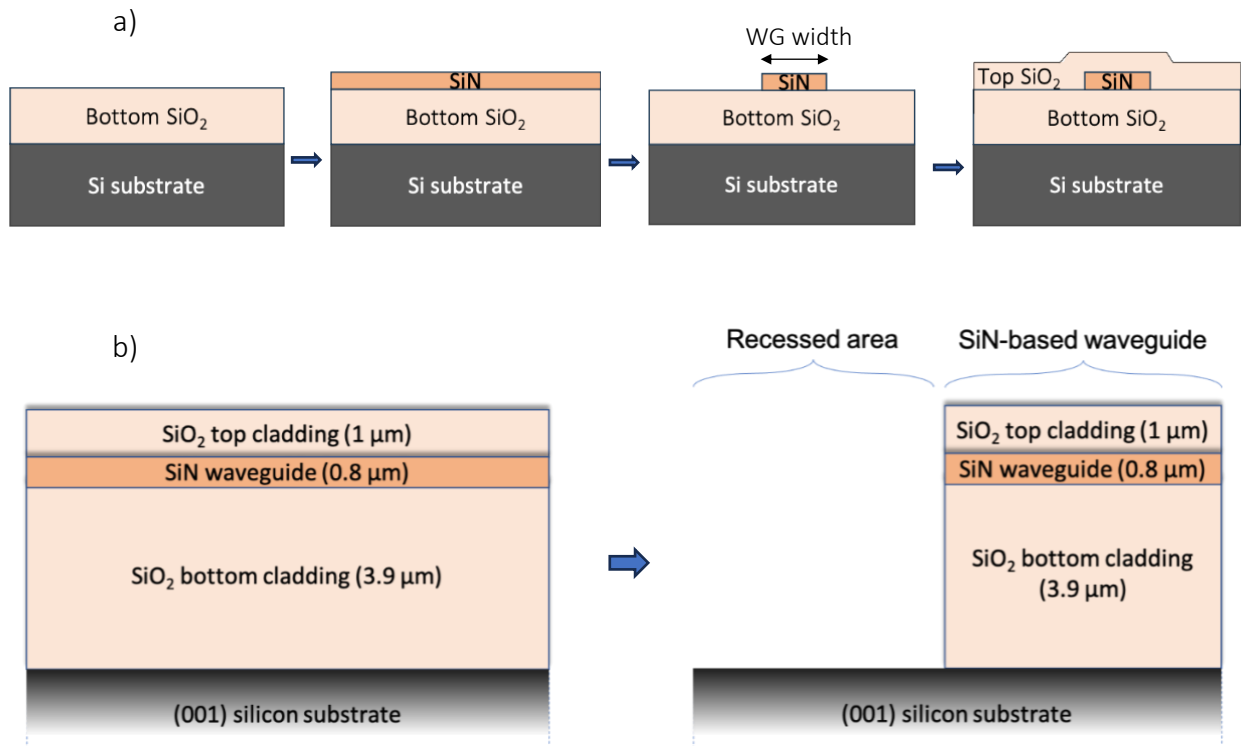 a)
WG width
SiN
SiN
SiN
Top SiO₂
Bottom SiO₂
Bottom SiO₂
Bottom SiO₂
Bottom SiO₂
Si substrate
Si substrate
Si substrate
Si substrate
b)
Recessed area
SiN-based waveguide
SiO₂ top cladding (1 μm)
SiN waveguide (0.8 μm)
SiO₂ bottom cladding (3.9 μm)
(001) silicon substrate
SiO₂ top cladding (1 μm)
SiN waveguide (0.8 μm)
SiO₂ bottom cladding
(3.9 μm)
(001) silicon substrate